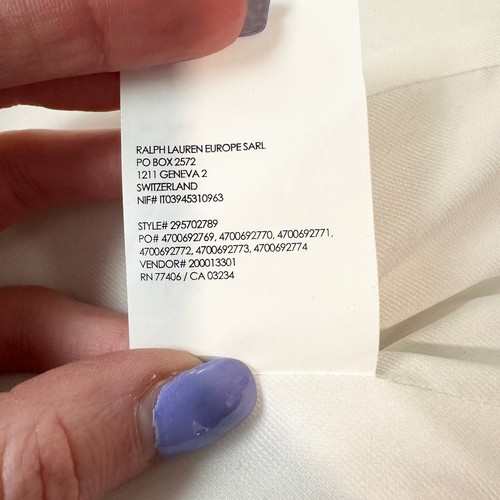 RALPH LAUREN EUROPE SARL
PO BOX 2572
1211 GENEVA 2
SWITZERLAND
NIF# IT03945310963
STYLE# 295702789
PO# 4700692769, 4700692770, 4700692771,
4700692772, 4700692773, 4700692774
VENDOR# 200013301
RN 77406 / CA 03234